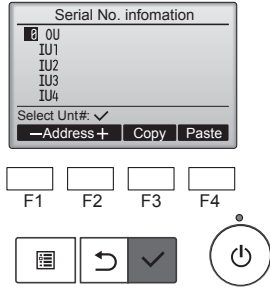 Serial No. infomation
0 OU
IU1
IU2
IU3
IU4
Select Unt#: ✓
−Address+ Copy Paste
F1 F2 F3 F4